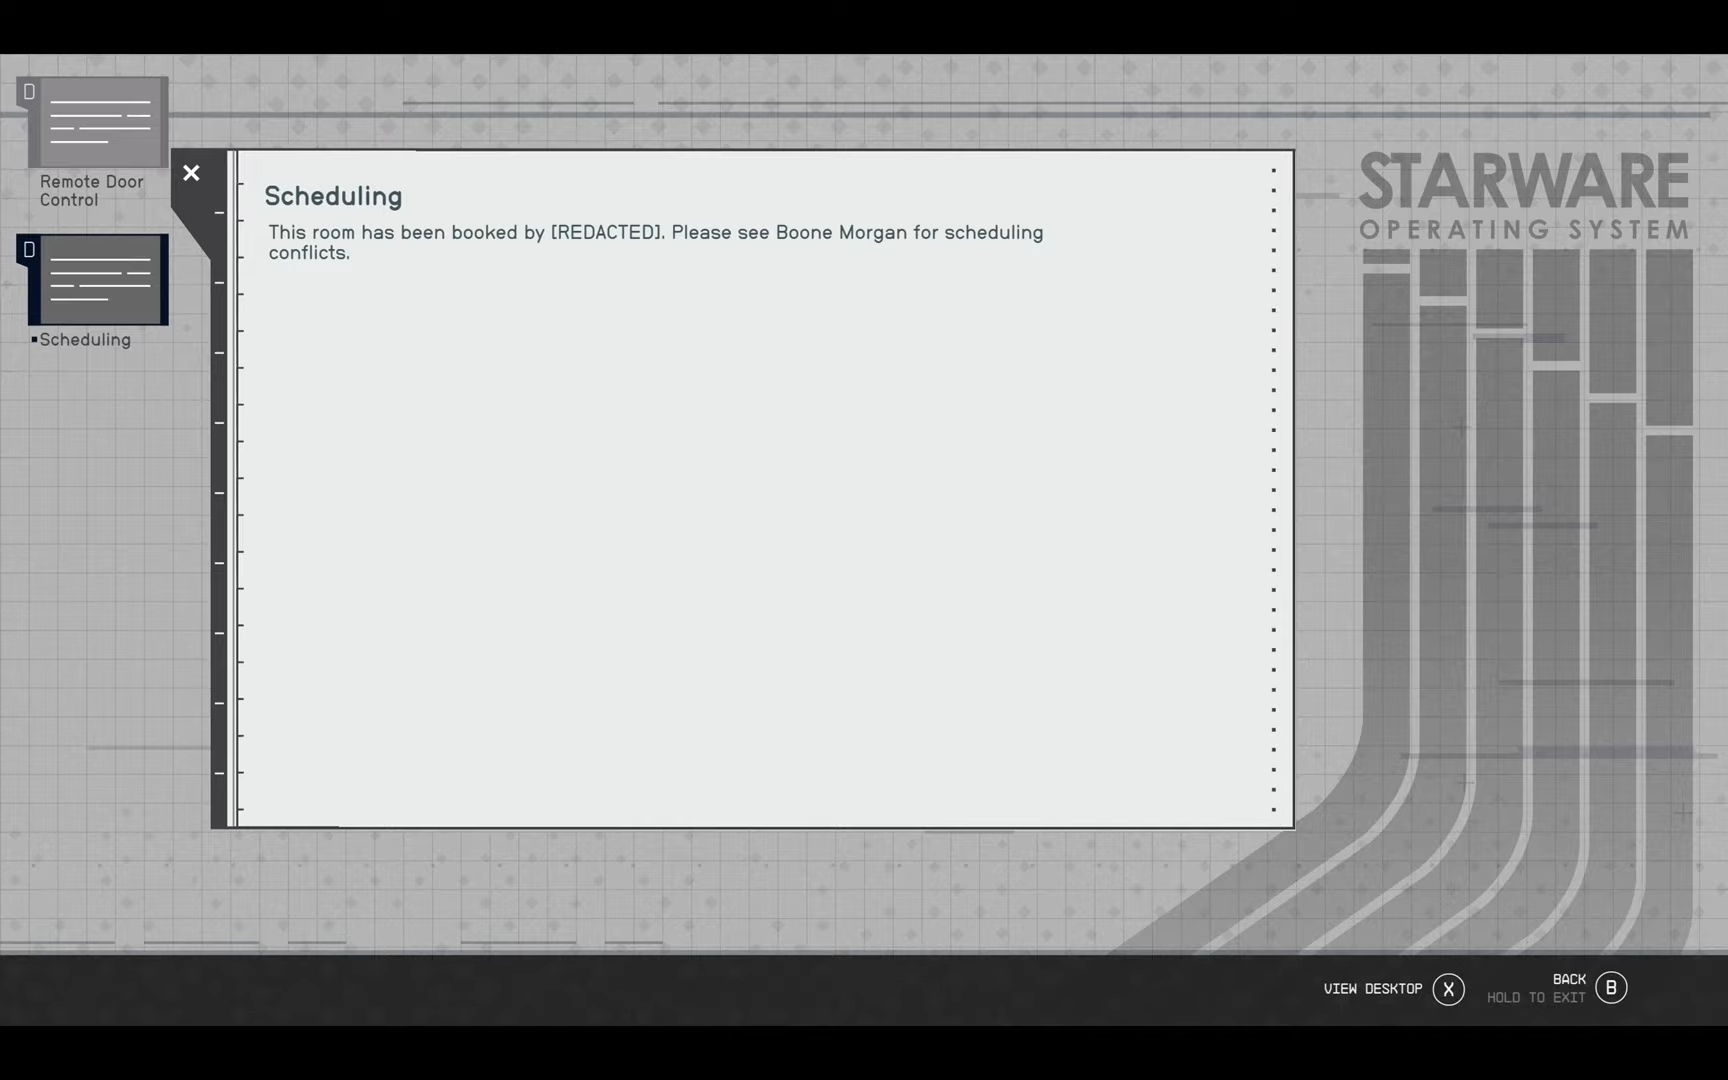 STARWARE
OPERATING SYSTEM
Remote Door
Control
Scheduling
Scheduling
This room has been booked by [REDACTED]. Please see Boone Morgan for scheduling
conflicts.
VIEW DESKTOP X
BACK B
HOLD TO EXIT